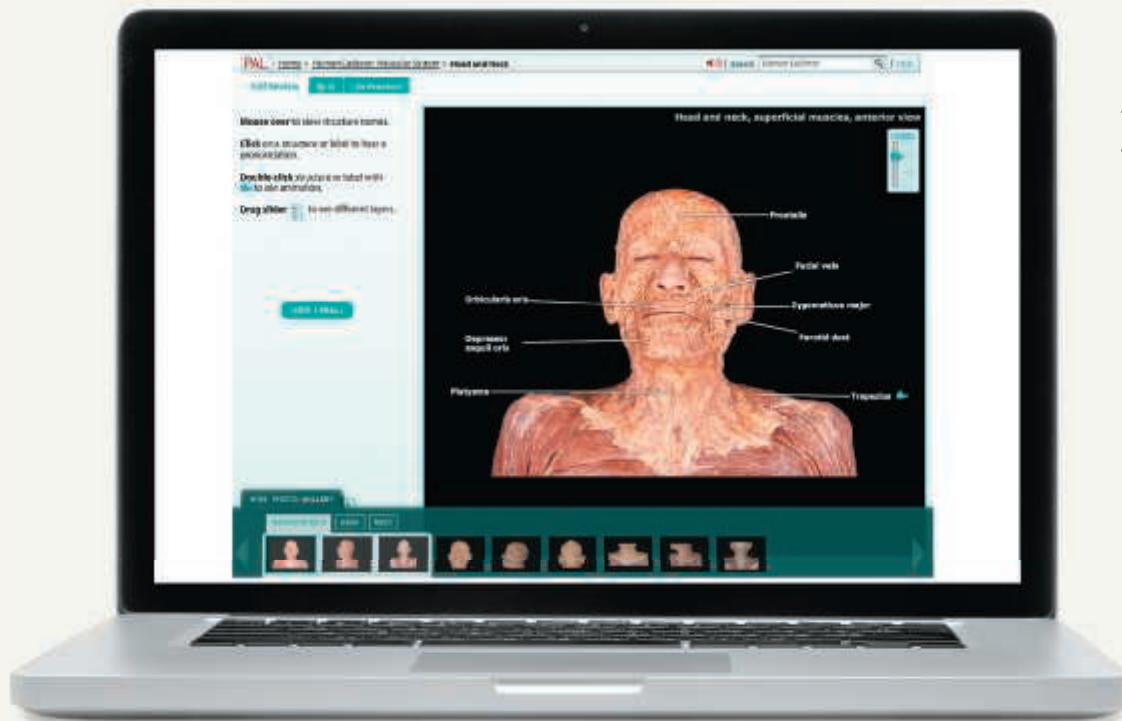 PAL > Home > Human Cadaver > Muscular System > Head and Neck
Search
Mouse over to view structure names.
Click on a structure or label to hear a
pronunciation.
Double-click structure or label with
to see animation.
Drag slider to see different layers.
Head and neck, superficial muscles, anterior view
Frontalis
Facial vein
Orbicularis oris
Zygomaticus major
Depressor
anguli oris
Parotid duct
Platysma
Trapezius